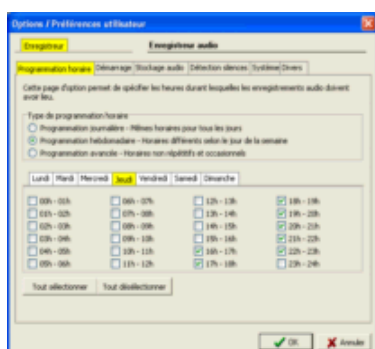 Options / Préférences utilisateur
Enregistreur
Enregistreur audio
Programmation horaire Démarrage Stockage audio Détection silences Système Divers
Cette page d'option permet de spécifier les heures durant lesquelles les enregistrements audio doivent
avoir lieu.
Type de programmation horaire
Programmation journalière - Mêmes horaires pour tous les jours
Programmation hebdomadaire - Horaires différents selon le jour de la semaine
Programmation avancée - Horaires non répétitifs et occasionnels
Lundi Mardi Mercredi Jeudi Vendredi Samedi Dimanche
00h - 01h 06h - 07h 12h - 13h 18h - 19h
01h - 02h 07h - 08h 13h - 14h 19h - 20h
02h - 03h 08h - 09h 14h - 15h 20h - 21h
03h - 04h 09h - 10h 15h - 16h 21h - 22h
04h - 05h 10h - 11h 16h - 17h 22h - 23h
05h - 06h 11h - 12h 17h - 18h 23h - 24h
Tout sélectionner Tout désélectionner
OK Annuler